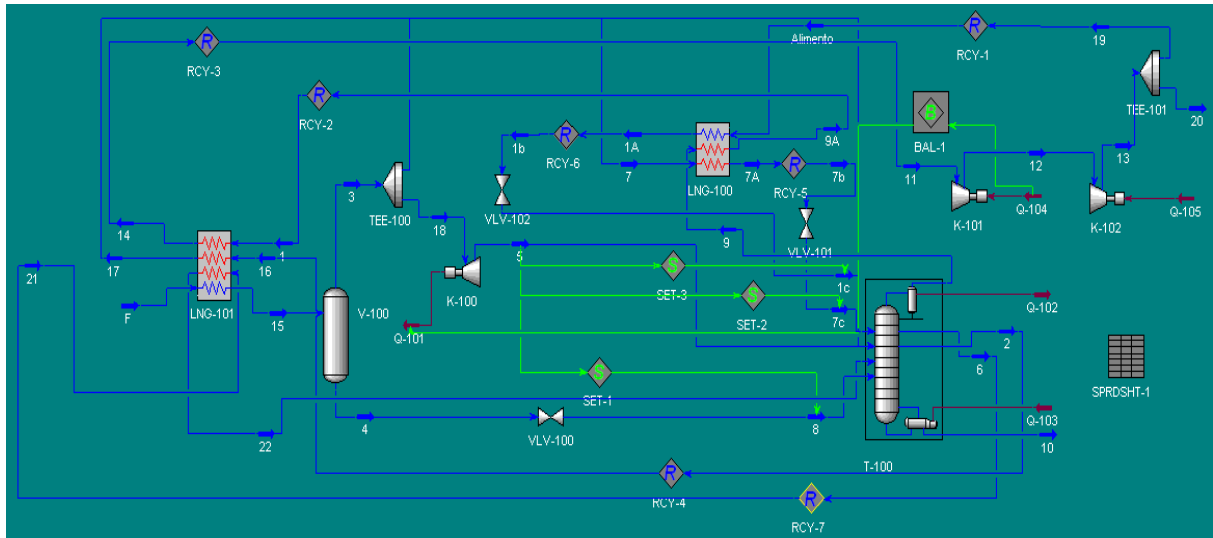 R
R
19
Alimento
RCY-1
RCY-3
R
TEE-101
20
RCY-2
B
BAL-1
1b
R
1A
9A
13
RCY-6
12
3
7
7A
R
7b
11
LNG-100
RCY-5
K-101
Q-104
K-102
Q-105
VLV-102
TEE-100
18
14
9
VLV-101
17
16
1
5
S
1c
21
SET-3
K-100
S
Q-102
F
LNG-101
15
V-100
SET-2
7c
Q-101
2
6
S
SET-1
SPRDSHT-1
4
8
Q-103
VLV-100
22
10
T-100
R
RCY-4
R
RCY-7